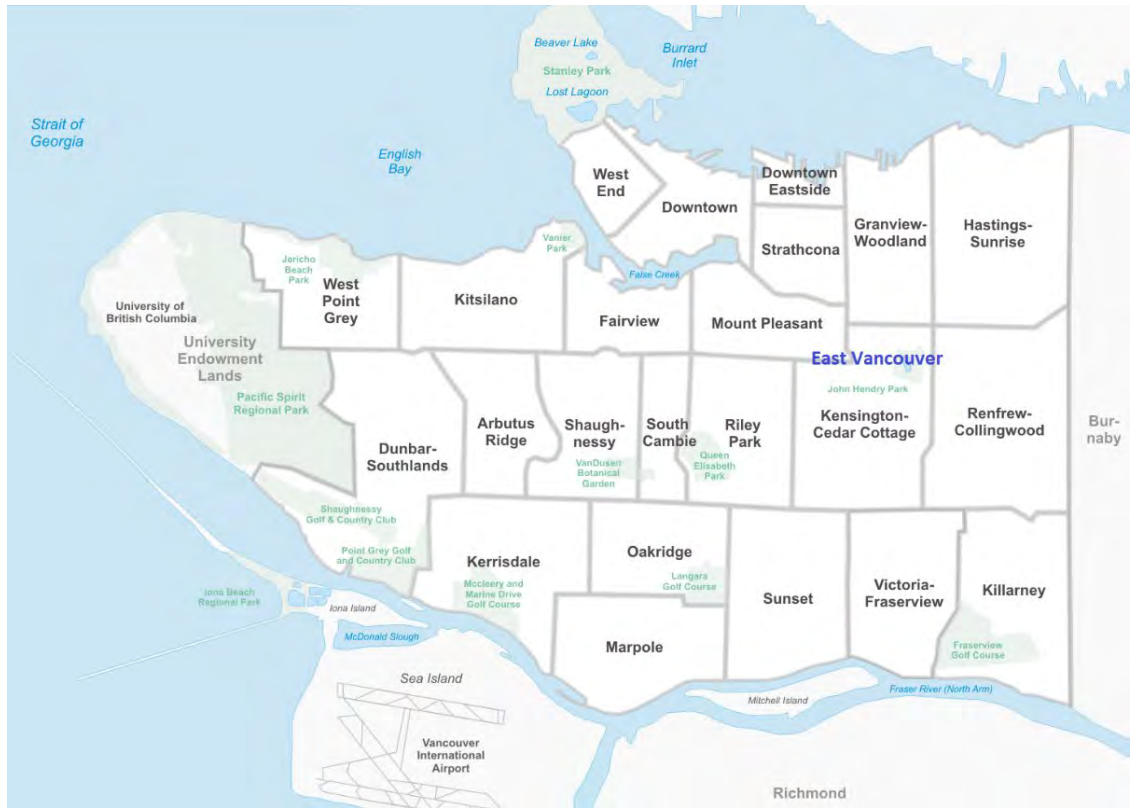 Beaver Lake
Burrard
Inlet
Stanley Park
Lost Lagoon
Strait of
Georgia
English
Bay
West
End
Downtown
Downtown
Eastside
Strathcona
Granview-
Woodland
Hastings-
Sunrise
Vanier
Park
False Creek
Jericho
Beach
Park
West
Point
Grey
Kitsilano
Fairview
Mount Pleasant
University of
British Columbia
University
Endowment
Lands
Pacific Spirit
Regional Park
East Vancouver
John Hendry Park
Dunbar-
Southlands
Arbutus
Ridge
Shaugh-
nessy
VanDusen
Botanical
Garden
South
Cambie
Riley
Park
Queen
Elisabeth
Park
Kensington-
Cedar Cottage
Renfrew-
Collingwood
Bur-
naby
Shaughnessy
Golf & Country Club
Point Grey Golf
and Country Club
Kerrisdale
Mccleery and
Marine Drive
Golf Course
Oakridge
Langara
Golf Course
Marpole
Sunset
Victoria-
Fraserview
Killarney
Fraserview
Golf Course
Iona Beach
Regional Park
Iona Island
McDonald Slough
Sea Island
Mitchell Island
Fraser River (North Arm)
Vancouver
International
Airport
Richmond